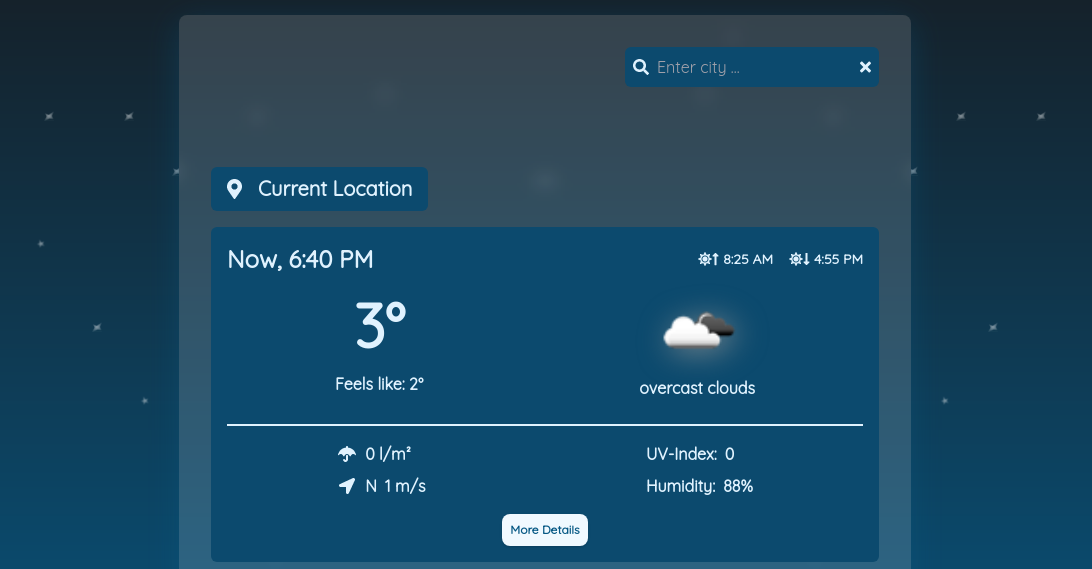 Enter city ...
Current Location
Now, 6:40 PM
8:25 AM
4:55 PM
3°
Feels like: 2°
overcast clouds
0 l/m²
UV-Index: 0
N 1 m/s
Humidity: 88%
More Details